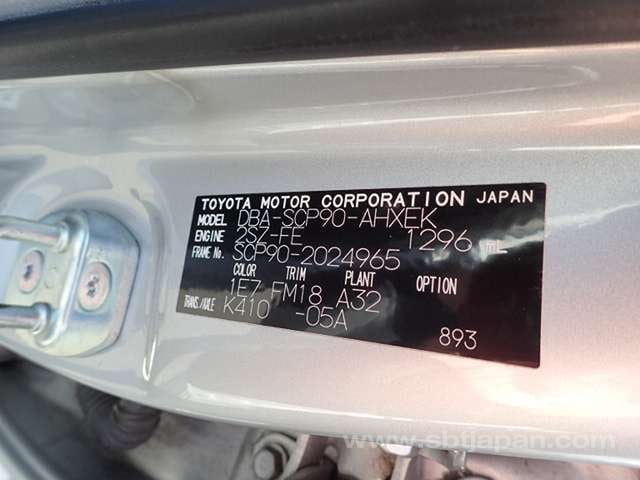 TOYOTA MOTOR CORPORATION JAPAN
MODEL DBA-SCP90-AHXEK
ENGINE 2SZ-FE 1296 mL
FRAME No. SCP90-2024965
COLOR TRIM PLANT OPTION
1E7 FM18 A32
TRANS./AXLE K410 -05A
893
www.sbtjapan.com